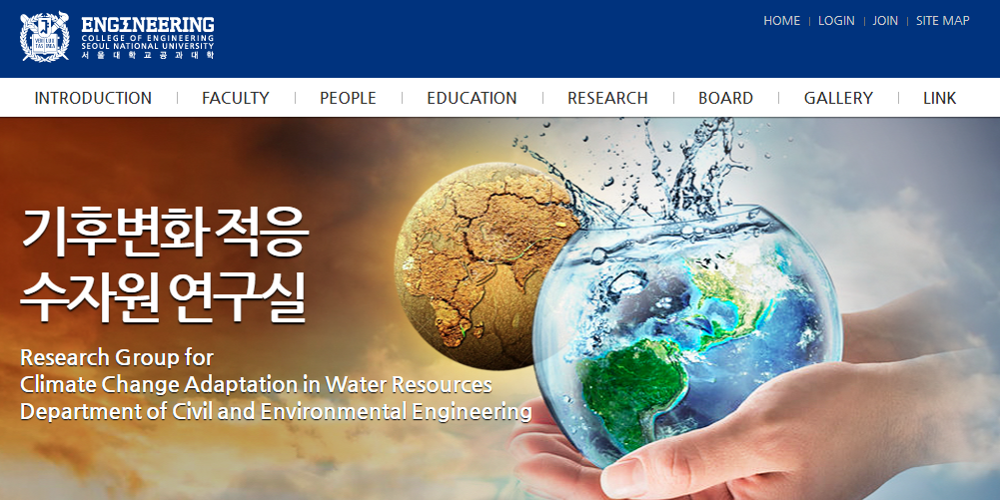 ENGINEERING
COLLEGE OF ENGINEERING
SEOUL NATIONAL UNIVERSITY
서울대학교공과대학
HOME | LOGIN | JOIN | SITE MAP
INTRODUCTION | FACULTY | PEOPLE | EDUCATION | RESEARCH | BOARD | GALLERY | LINK
기후변화 적응
수자원 연구실
Research Group for
Climate Change Adaptation in Water Resources
Department of Civil and Environmental Engineering